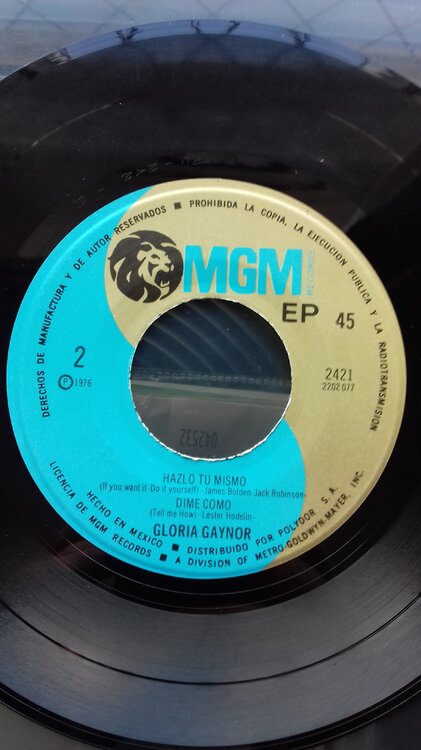 DERECHOS DE MANUFACTURA Y DE AUTOR RESERVADOS ■ PROHIBIDA LA COPIA, LA EJECUCION PUBLICA Y LA RADIOTRANSMISION
MGM
RECORDS
EP 45
2
Ⓟ 1976
2421
2202 077
042532
HAZLO TU MISMO
(If you want it-Do it yourself) -James Bolden-Jack Robinson-
DIME COMO
(Tell me How) Lester Hodelin-
GLORIA GAYNOR
HECHO EN MEXICO ■ DISTRIBUIDO POR POLYDOR S. A.
LICENCIA DE MGM RECORDS ■ A DIVISION OF METRO-GOLDWYN-MAYER, INC.